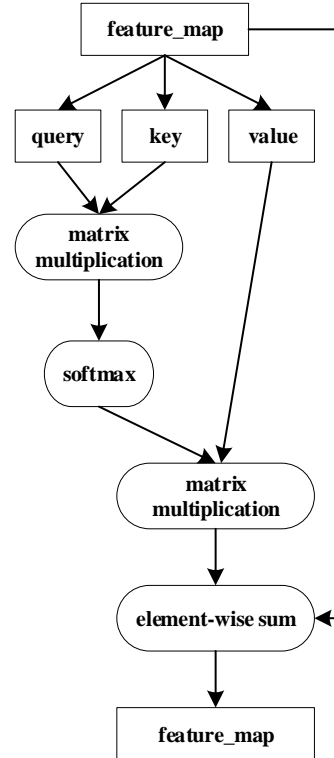 feature_map
query
key
value
matrix
multiplication
softmax
matrix
multiplication
element-wise sum
feature_map